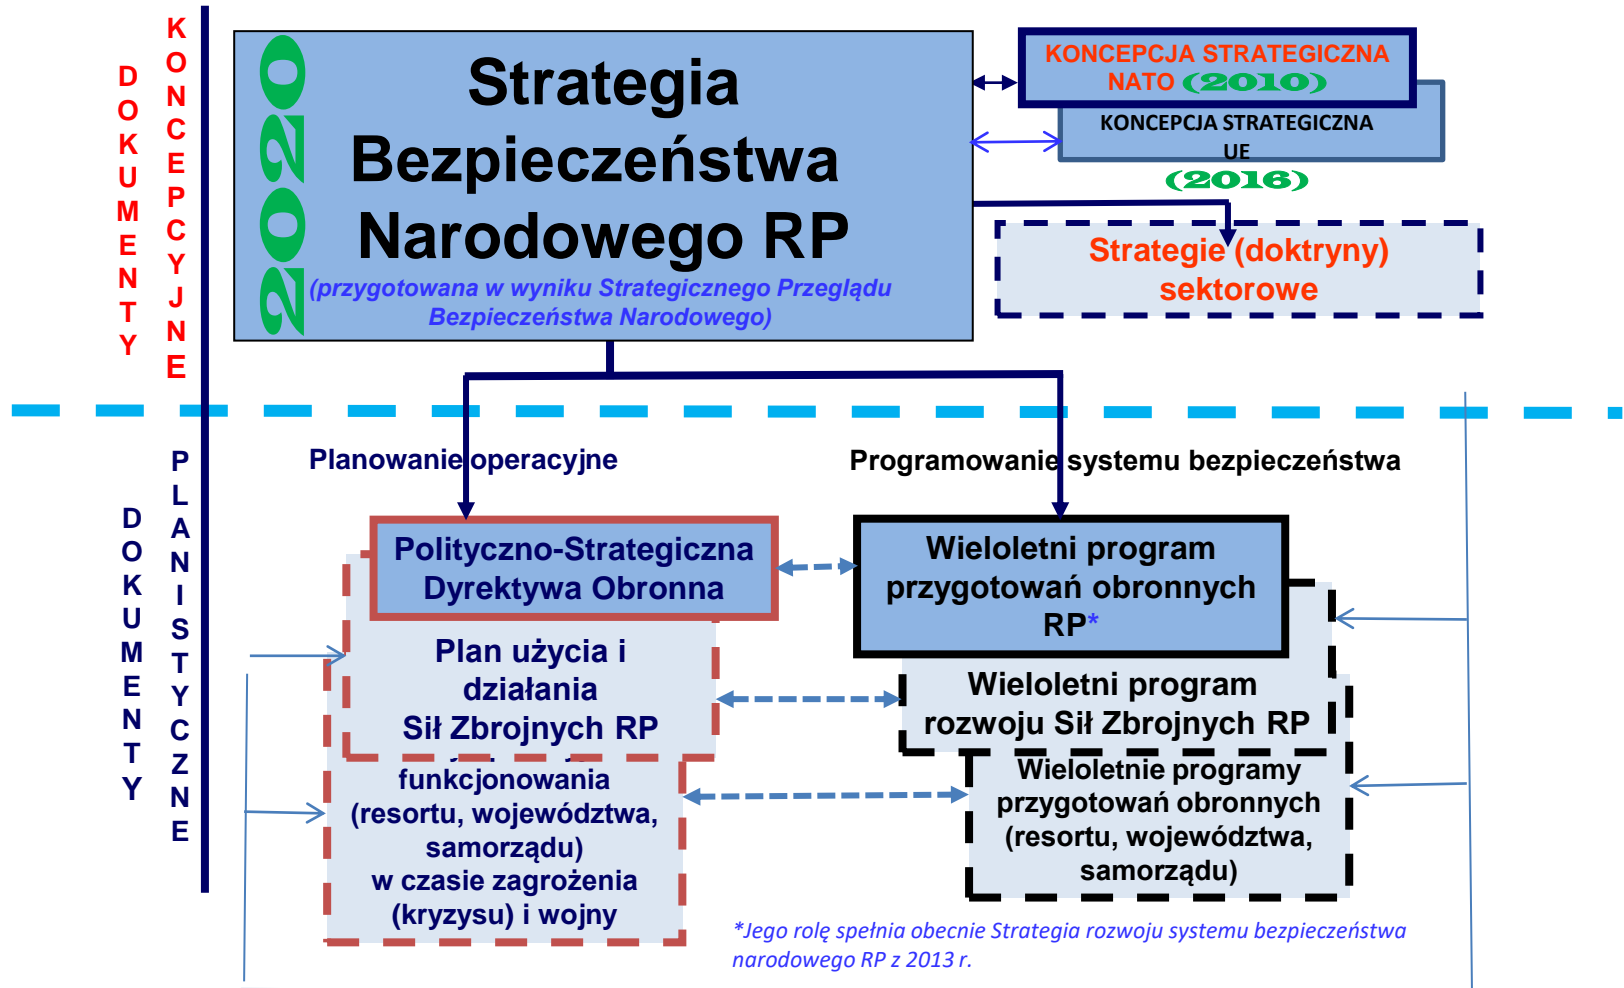 DOKUMENTY
KONCEPCYJNE
2020
Strategia
Bezpieczeństwa
Narodowego RP
(przygotowana w wyniku Strategicznego Przeglądu
Bezpieczeństwa Narodowego)
KONCEPCJA STRATEGICZNA
NATO (2010)
KONCEPCJA STRATEGICZNA
UE
(2016)
Strategie (doktryny)
sektorowe
DOKUMENTY
PLANISTYCZNE
Planowanie operacyjne
Programowanie systemu bezpieczeństwa
Polityczno-Strategiczna
Dyrektywa Obronna
Wieloletni program
przygotowań obronnych
RP*
Plan użycia i
działania
Sił Zbrojnych RP
Wieloletni program
rozwoju Sił Zbrojnych RP
funkcjonowania
(resortu, województwa,
samorządu)
w czasie zagrożenia
(kryzysu) i wojny
Wieloletnie programy
przygotowań obronnych
(resortu, województwa,
samorządu)
*Jego rolę spełnia obecnie Strategia rozwoju systemu bezpieczeństwa
narodowego RP z 2013 r.